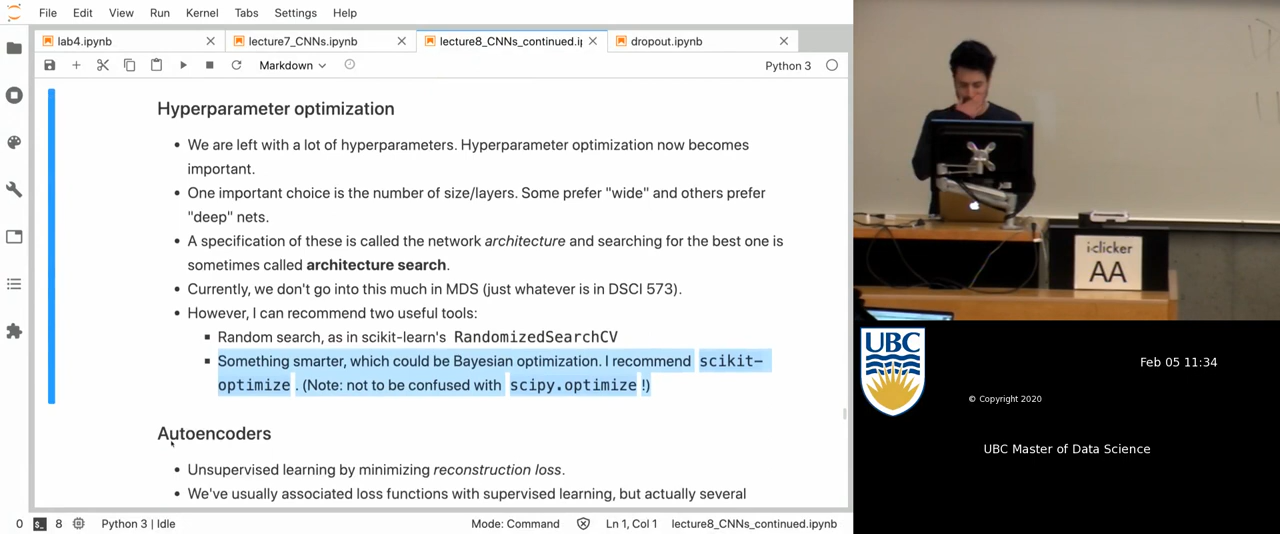 File Edit View Run Kernel Tabs Settings Help
lab4.ipynb lecture7_CNNs.ipynb lecture8_CNNs_continued.ij dropout.ipynb
Markdown Python 3
Hyperparameter optimization
• We are left with a lot of hyperparameters. Hyperparameter optimization now becomes
important.
• One important choice is the number of size/layers. Some prefer "wide" and others prefer
"deep" nets.
• A specification of these is called the network architecture and searching for the best one is
sometimes called architecture search.
• Currently, we don't go into this much in MDS (just whatever is in DSCI 573).
• However, I can recommend two useful tools:
▪ Random search, as in scikit-learn's RandomizedSearchCV
▪ Something smarter, which could be Bayesian optimization. I recommend scikit-
optimize . (Note: not to be confused with scipy.optimize !)
Autoencoders
• Unsupervised learning by minimizing reconstruction loss.
• We've usually associated loss functions with supervised learning, but actually several
0 8 Python 3 | Idle Mode: Command Ln 1, Col 1 lecture8_CNNs_continued.ipynb
i>clicker
AA
UBC
Feb 05 11:34
© Copyright 2020
UBC Master of Data Science